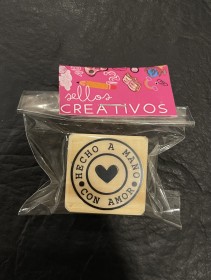 sellos
CREATIVOS
HECHO A MANO
CON AMOR